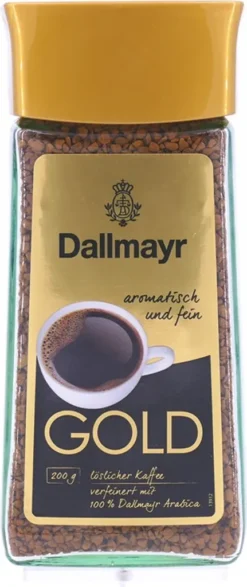 Dallmayr
aromatisch
und fein
GOLD
200 g
löslicher Kaffee
verfeinert mit
100% Dallmayr Arabica